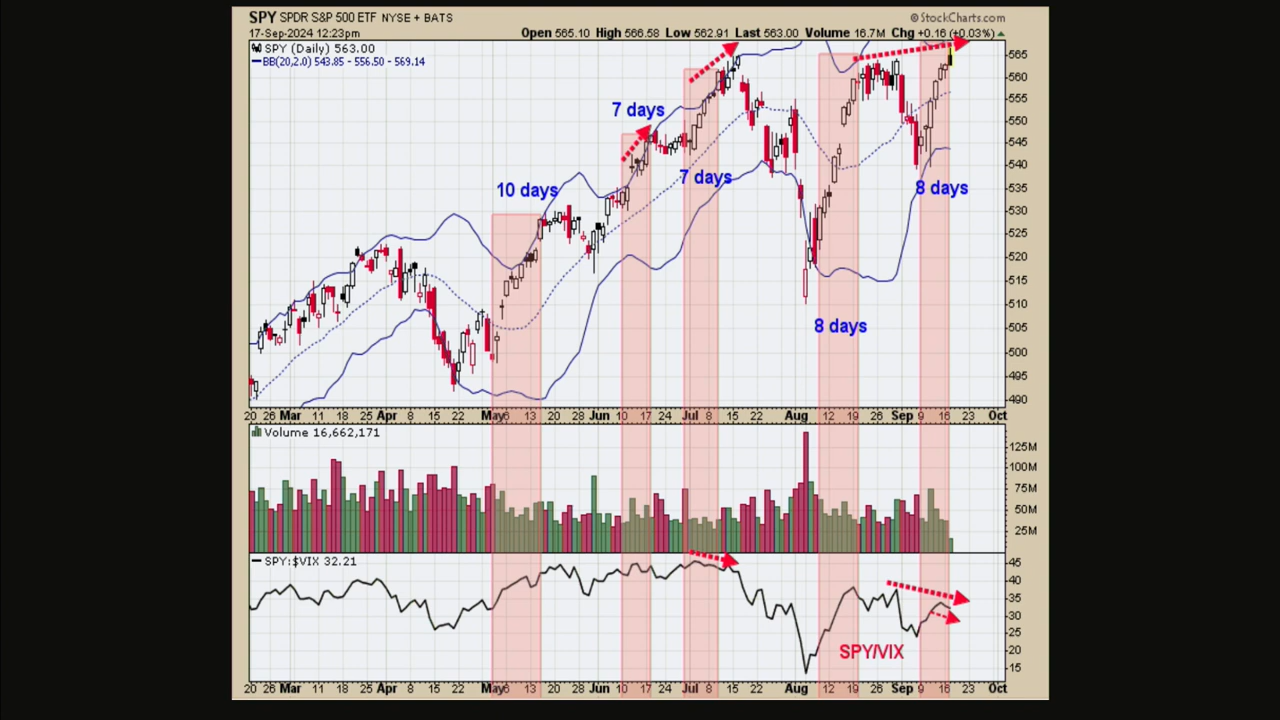 SPY SPDR S&P 500 ETF NYSE + BATS
© StockCharts.com
17-Sep-2024 12:23pm
Open 565.10 High 566.58 Low 562.91 Last 563.00 Volume 16.7M Chg +0.16 (+0.03%)
SPY (Daily) 563.00
BB(20,2.0) 543.85 - 556.50 - 569.14
565
560
555
550
545
540
535
530
525
520
515
510
505
500
495
490
7 days
7 days
10 days
8 days
8 days
20 26 Mar 11 18 25 Apr 8 15 22 May 6 13 20 28 Jun 10 17 24 Jul 8 15 22 Aug 12 19 26 Sep 9 16 23 Oct
Volume 16,662,171
125M
100M
75M
50M
25M
SPY:$VIX 32.21
45
40
35
30
25
20
15
SPY/VIX
20 26 Mar 11 18 25 Apr 8 15 22 May 6 13 20 28 Jun 10 17 24 Jul 8 15 22 Aug 12 19 26 Sep 9 16 23 Oct